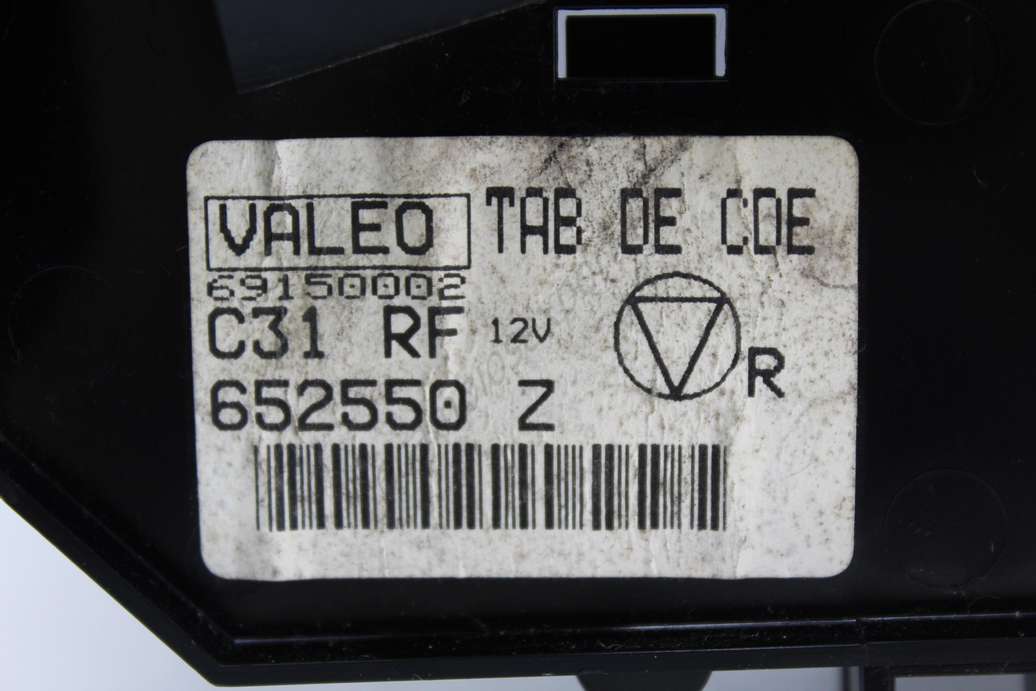 VALEO TAB DE CDE
69150002
C31 RF 12V
R
652550 Z